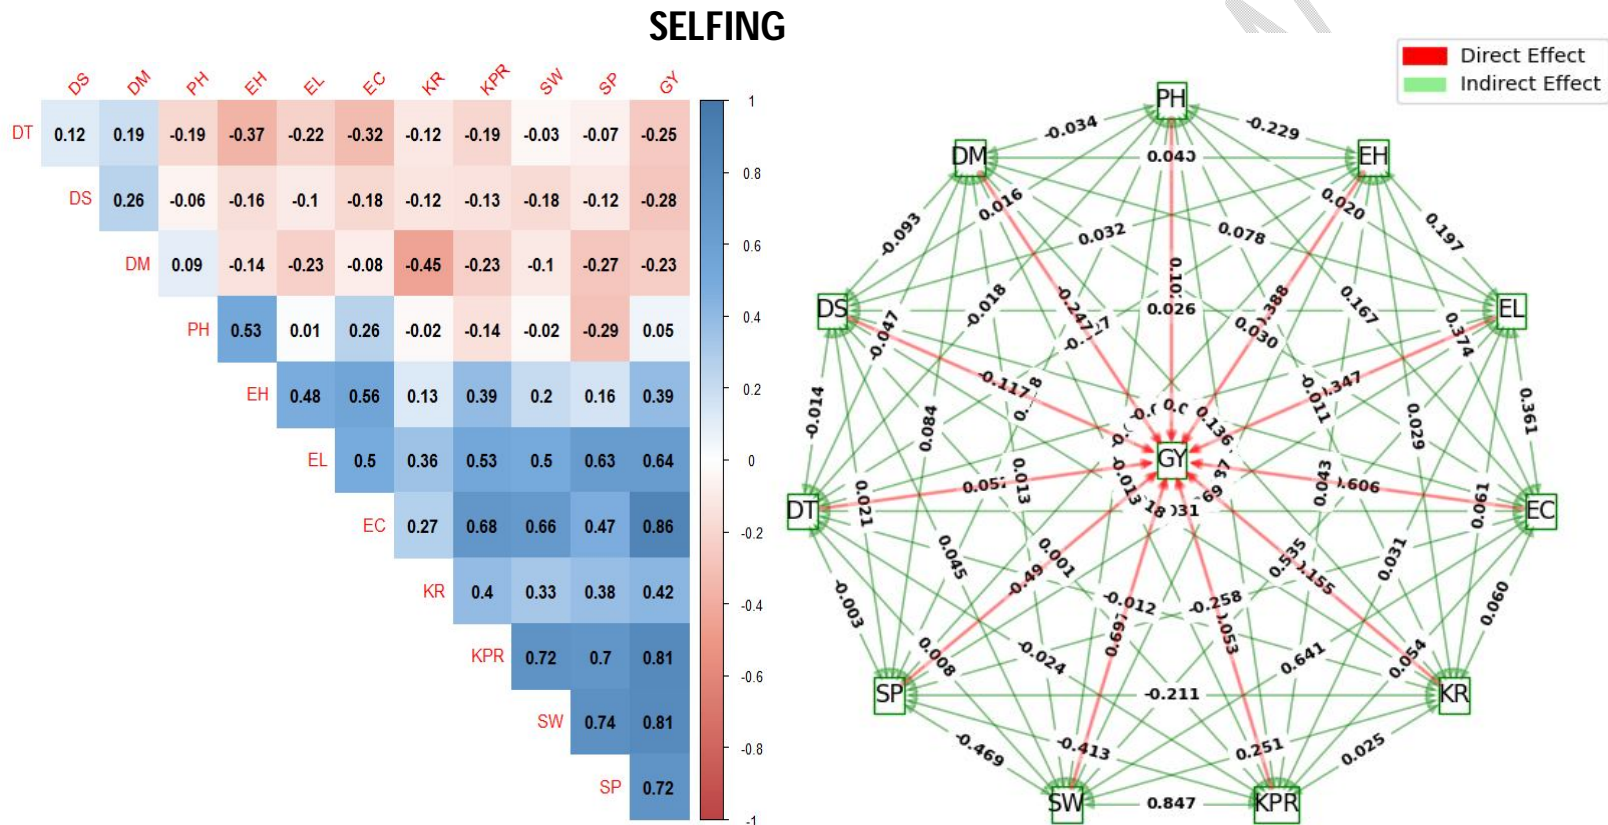 SELFING
DS DM PH EH EL EC KR KPR SW SP GY
DT 0.12 0.19 -0.19 -0.37 -0.22 -0.32 -0.12 -0.19 -0.03 -0.07 -0.25
DS 0.26 -0.06 -0.16 -0.1 -0.18 -0.12 -0.13 -0.18 -0.12 -0.28
DM 0.09 -0.14 -0.23 -0.08 -0.45 -0.23 -0.1 -0.27 -0.23
PH 0.53 0.01 0.26 -0.02 -0.14 -0.02 -0.29 0.05
EH 0.48 0.56 0.13 0.39 0.2 0.16 0.39
EL 0.5 0.36 0.53 0.5 0.63 0.64
EC 0.27 0.68 0.66 0.47 0.86
KR 0.4 0.33 0.38 0.42
KPR 0.72 0.7 0.81
SW 0.74 0.81
SP 0.72
1
0.8
0.6
0.4
0.2
0
-0.2
-0.4
-0.6
-0.8
-1
Direct Effect
Indirect Effect
PH
-0.034 -0.229
DM EH
0.016 0.020
-0.093 0.032 0.078 0.197
-0.018 0.026 0.167
DS EL
-0.047 -0.247 0.030 0.374
-0.117
-0.014 0.084 0.136 -0.011 0.029 0.361
GY
0.013 -0.013 0.043
DT 0.021 0.061 EC
0.045 0.001 0.535 0.031
-0.49
-0.003 -0.012 -0.258 0.060
0.008 -0.024 0.641 0.054
SP -0.211 KR
-0.469 -0.413 0.251 0.025
SW 0.847 KPR